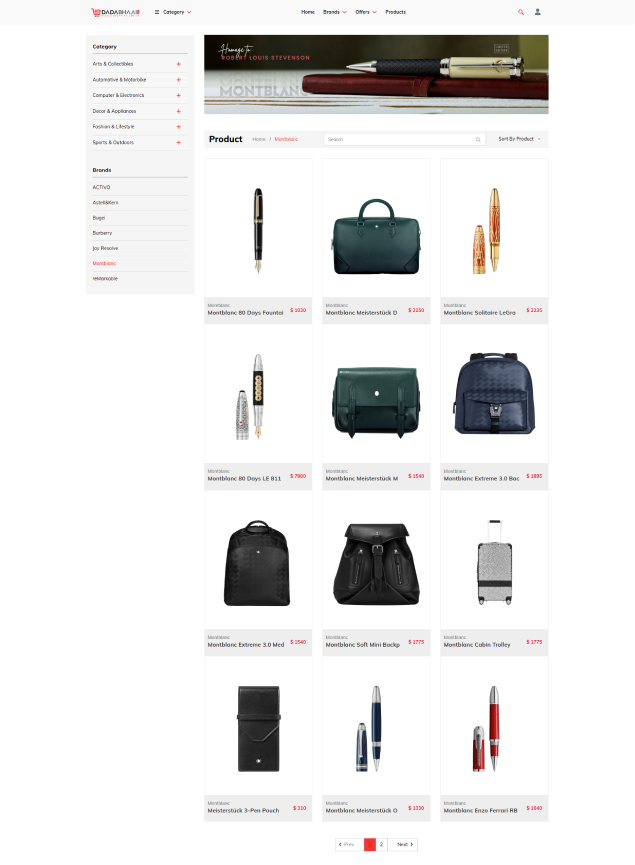 DADABHAAI
Category
Home
Brands
Offers
Products
Category
Arts & Collectibles
Automotive & Motorbike
Computer & Electronics
Decor & Appliances
Fashion & Lifestyle
Sports & Outdoors
Brands
ACTIVO
Astell&Kern
Bugai
Burberry
Joy Resolve
Montblanc
reMarkable
Homage to
ROBERT LOUIS STEVENSON
MONTBLANC
Product
Home / Montblanc
Search
Sort By Product
Montblanc
Montblanc 80 Days Fountai
$ 1030
Montblanc
Montblanc Meisterstück D
$ 2250
Montblanc
Montblanc Solitaire LeGra
$ 2235
Montblanc
Montblanc 80 Days LE 811
$ 7900
Montblanc
Montblanc Meisterstück M
$ 1540
Montblanc
Montblanc Extreme 3.0 Bac
$ 1895
Montblanc
Montblanc Extreme 3.0 Med
$ 1540
Montblanc
Montblanc Soft Mini Backp
$ 1775
Montblanc
Montblanc Cabin Trolley
$ 1775
Montblanc
Meisterstück 3-Pen Pouch
$ 310
Montblanc
Montblanc Meisterstück O
$ 1330
Montblanc
Montblanc Enzo Ferrari RB
$ 1040
Prev
1
2
Next